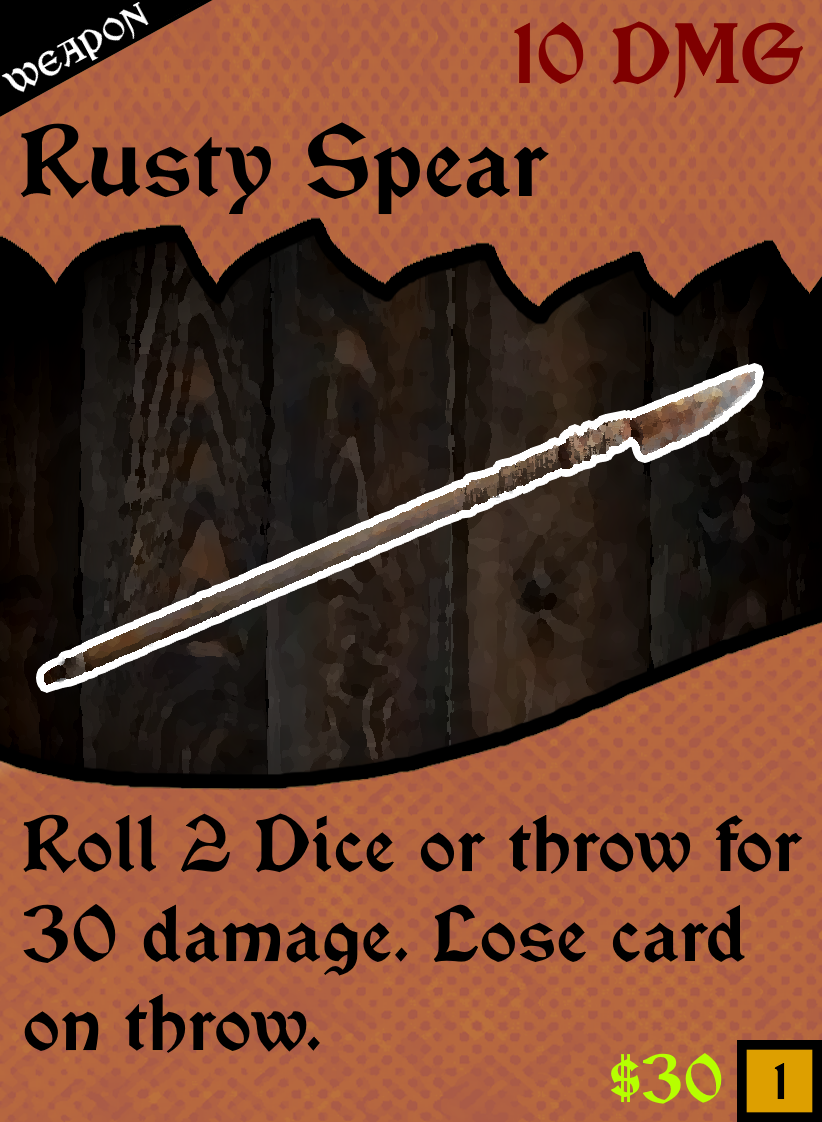 WEAPON
10 DMG
Rusty Spear
Roll 2 Dice or throw for
30 damage. Lose card
on throw.
$30
1